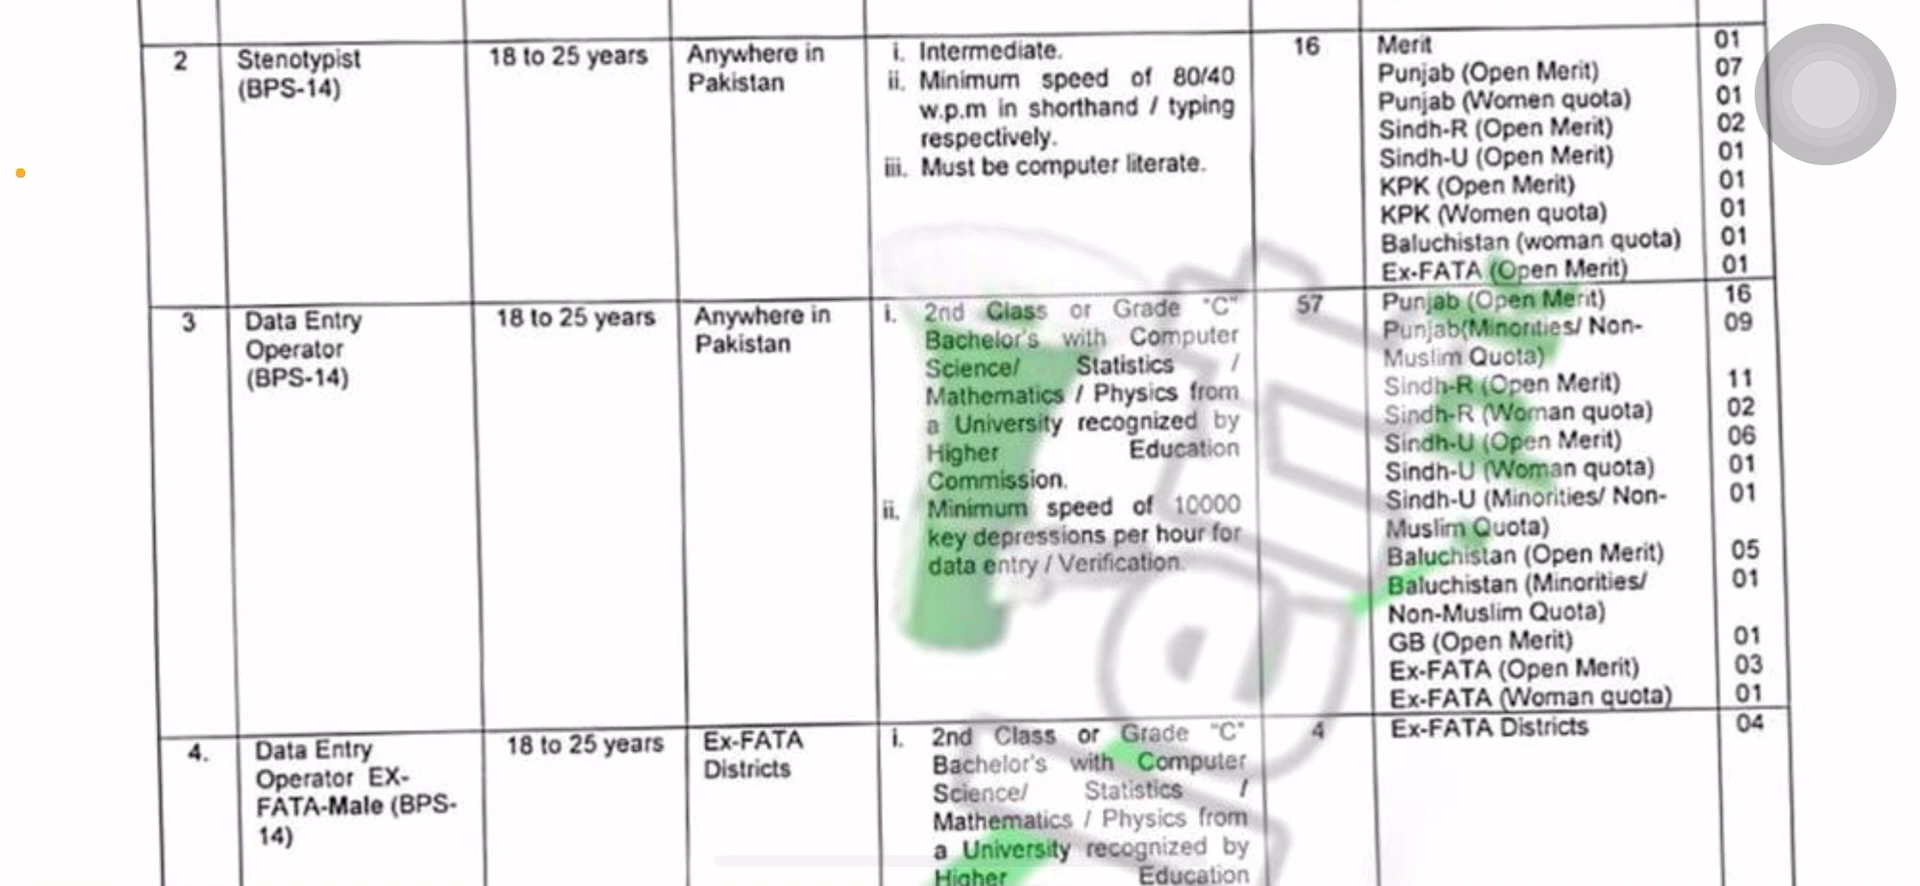 2
Stenotypist
(BPS-14)
18 to 25 years
Anywhere in
Pakistan
i. Intermediate.
ii. Minimum speed of 80/40
w.p.m in shorthand / typing
respectively.
iii. Must be computer literate.
16
Merit 01
Punjab (Open Merit) 07
Punjab (Women quota) 01
Sindh-R (Open Merit) 02
Sindh-U (Open Merit) 01
KPK (Open Merit) 01
KPK (Women quota) 01
Baluchistan (woman quota) 01
Ex-FATA (Open Merit) 01
3
Data Entry
Operator
(BPS-14)
18 to 25 years
Anywhere in
Pakistan
i. 2nd Class or Grade "C"
Bachelor's with Computer
Science/ Statistics /
Mathematics / Physics from
a University recognized by
Higher Education
Commission.
ii. Minimum speed of 10000
key depressions per hour for
data entry / Verification.
57
Punjab (Open Merit) 16
Punjab(Minorities/ Non- 09
Muslim Quota)
Sindh-R (Open Merit) 11
Sindh-R (Woman quota) 02
Sindh-U (Open Merit) 06
Sindh-U (Woman quota) 01
Sindh-U (Minorities/ Non- 01
Muslim Quota)
Baluchistan (Open Merit) 05
Baluchistan (Minorities/ 01
Non-Muslim Quota)
GB (Open Merit) 01
Ex-FATA (Open Merit) 03
Ex-FATA (Woman quota) 01
4.
Data Entry
Operator EX-
FATA-Male (BPS-
14)
18 to 25 years
Ex-FATA
Districts
i. 2nd Class or Grade "C"
Bachelor's with Computer
Science/ Statistics /
Mathematics / Physics from
a University recognized by
Higher Education
4
Ex-FATA Districts 04